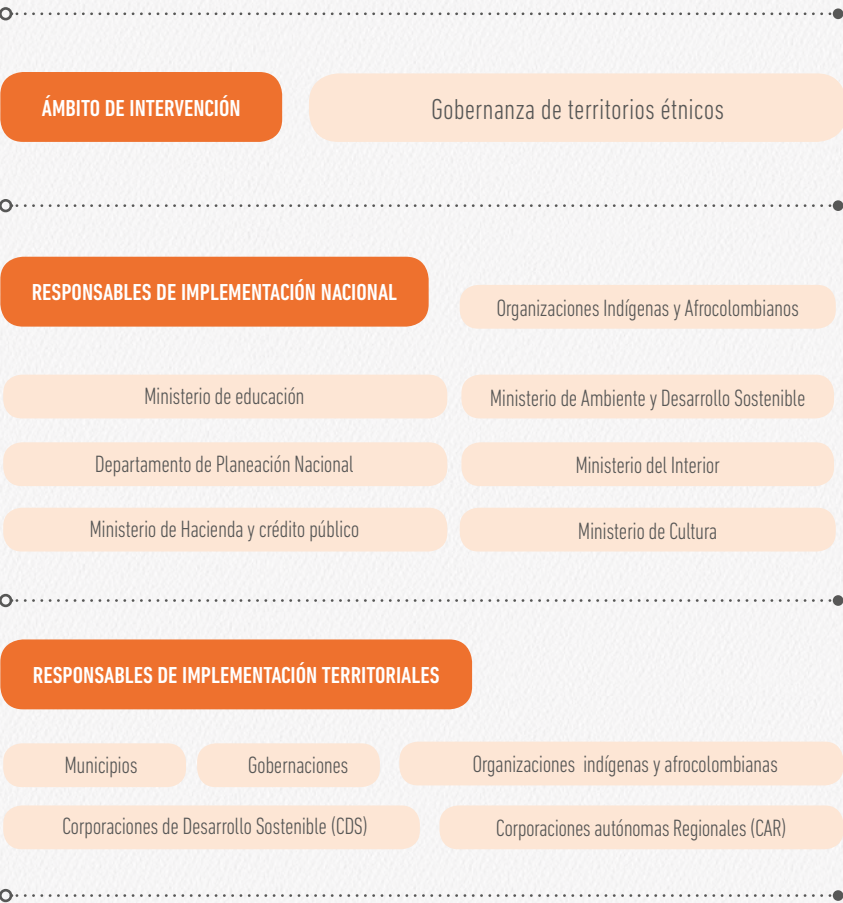 ÁMBITO DE INTERVENCIÓN
Gobernanza de territorios étnicos
RESPONSABLES DE IMPLEMENTACIÓN NACIONAL
Organizaciones Indígenas y Afrocolombianos
Ministerio de educación
Ministerio de Ambiente y Desarrollo Sostenible
Departamento de Planeación Nacional
Ministerio del Interior
Ministerio de Hacienda y crédito público
Ministerio de Cultura
RESPONSABLES DE IMPLEMENTACIÓN TERRITORIALES
Municipios
Gobernaciones
Organizaciones indígenas y afrocolombianas
Corporaciones de Desarrollo Sostenible (CDS)
Corporaciones autónomas Regionales (CAR)